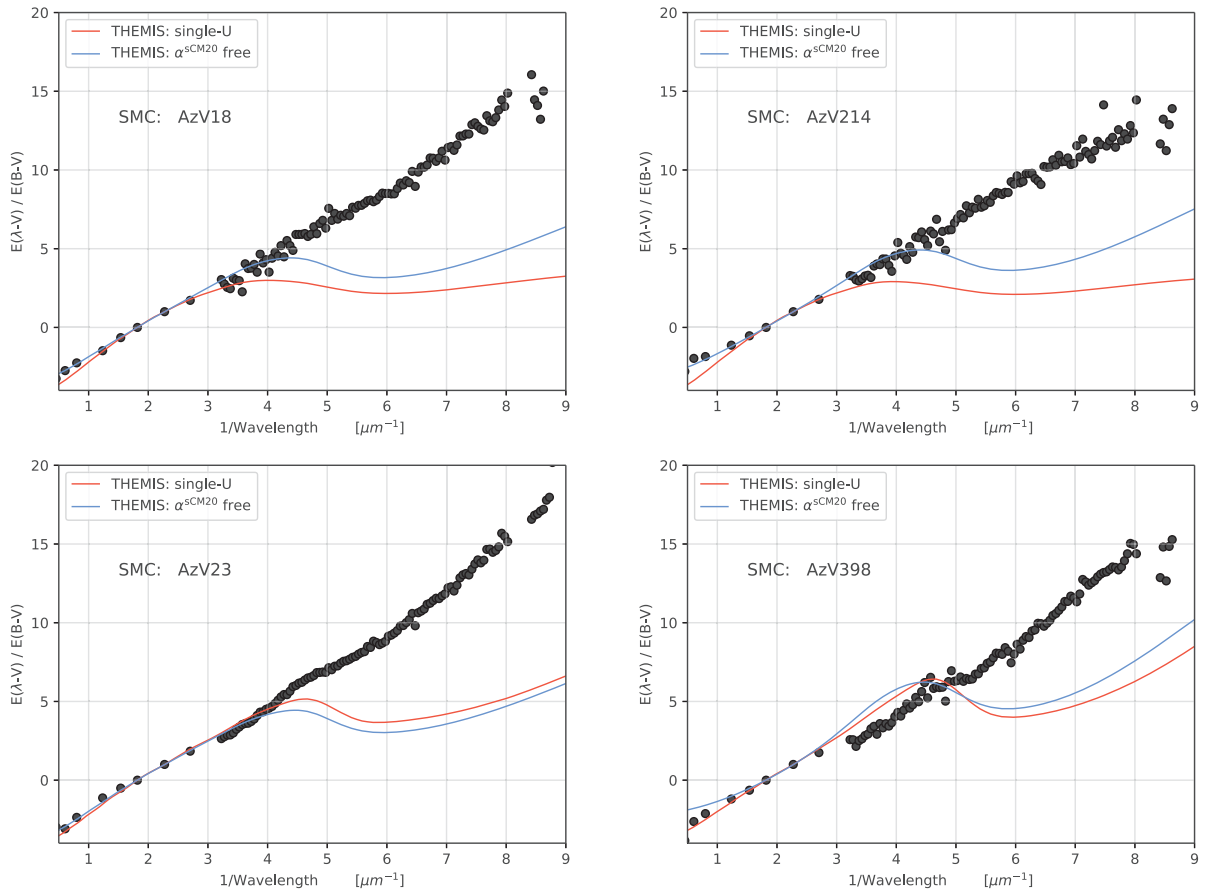 THEMIS: single-U
THEMIS: α^sCM20 free
SMC: AzV18
E(λ-V) / E(B-V)
20
15
10
5
0
1 2 3 4 5 6 7 8 9
1/Wavelength [μm⁻¹]
THEMIS: single-U
THEMIS: α^sCM20 free
SMC: AzV214
E(λ-V) / E(B-V)
20
15
10
5
0
1 2 3 4 5 6 7 8 9
1/Wavelength [μm⁻¹]
THEMIS: single-U
THEMIS: α^sCM20 free
SMC: AzV23
E(λ-V) / E(B-V)
20
15
10
5
0
1 2 3 4 5 6 7 8 9
1/Wavelength [μm⁻¹]
THEMIS: single-U
THEMIS: α^sCM20 free
SMC: AzV398
E(λ-V) / E(B-V)
20
15
10
5
0
1 2 3 4 5 6 7 8 9
1/Wavelength [μm⁻¹]